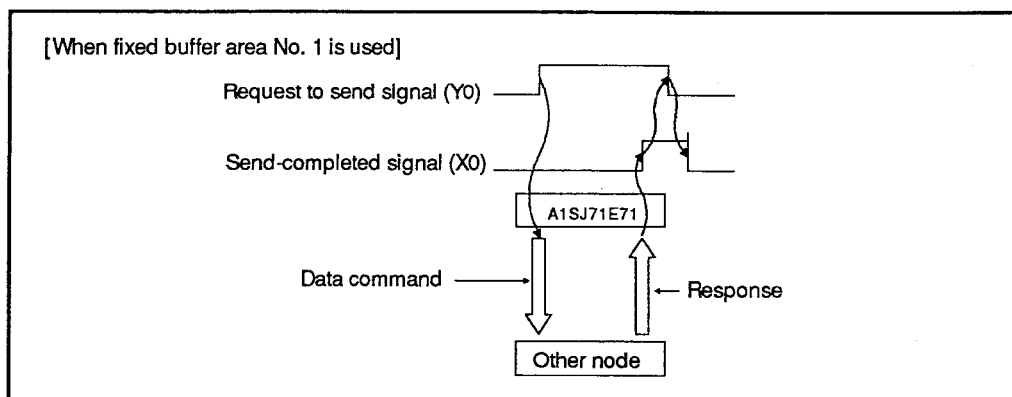 [When fixed buffer area No. 1 is used]
Request to send signal (Y0)
Send-completed signal (X0)
A1SJ71E71
Data command
Response
Other node